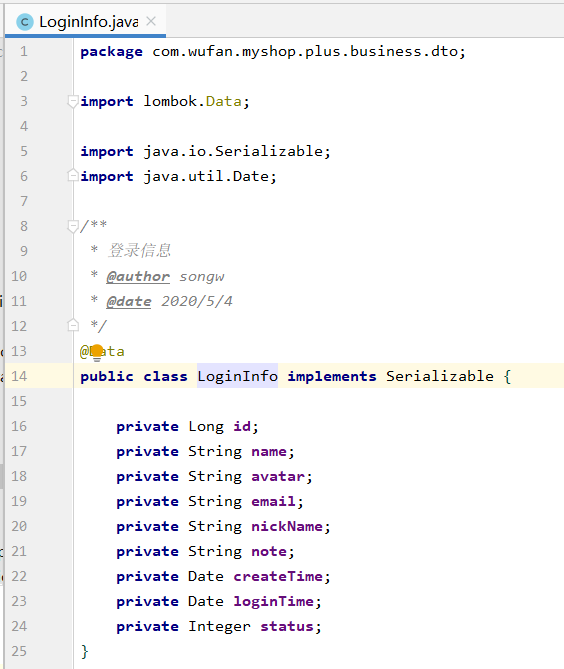 LoginInfo.java
1 package com.wufan.myshop.plus.business.dto;
2
3 import lombok.Data;
4
5 import java.io.Serializable;
6 import java.util.Date;
7
8 /**
9 * 登录信息
10 * @author songw
11 * @date 2020/5/4
12 */
13 @Data
14 public class LoginInfo implements Serializable {
15
16 private Long id;
17 private String name;
18 private String avatar;
19 private String email;
20 private String nickName;
21 private String note;
22 private Date createTime;
23 private Date loginTime;
24 private Integer status;
25 }